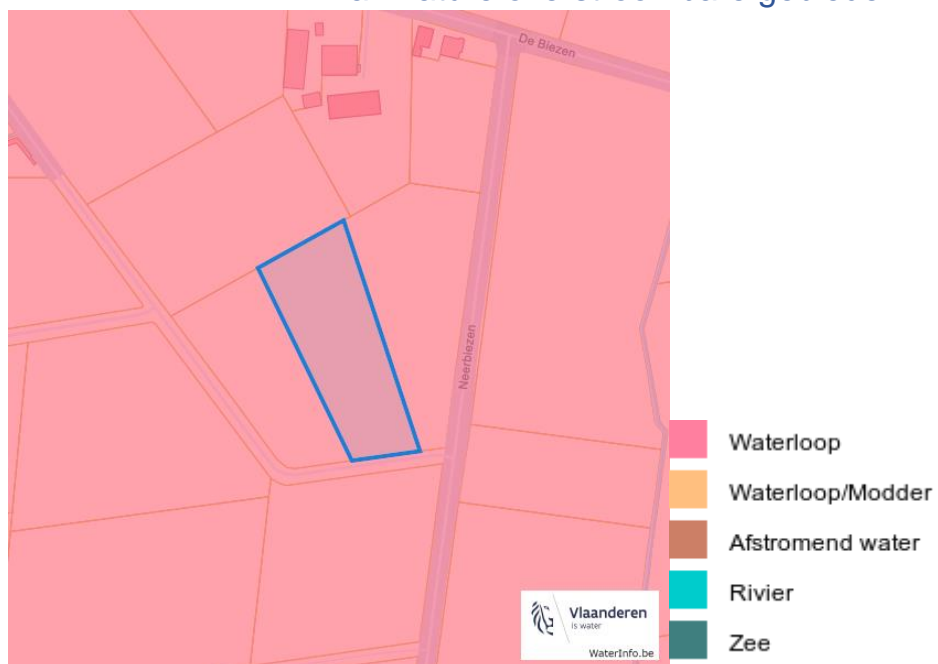 De Biezen
Neerbiezen
Waterloop
Waterloop/Modder
Afstromend water
Rivier
Zee
Vlaanderen
is water
WaterInfo.be